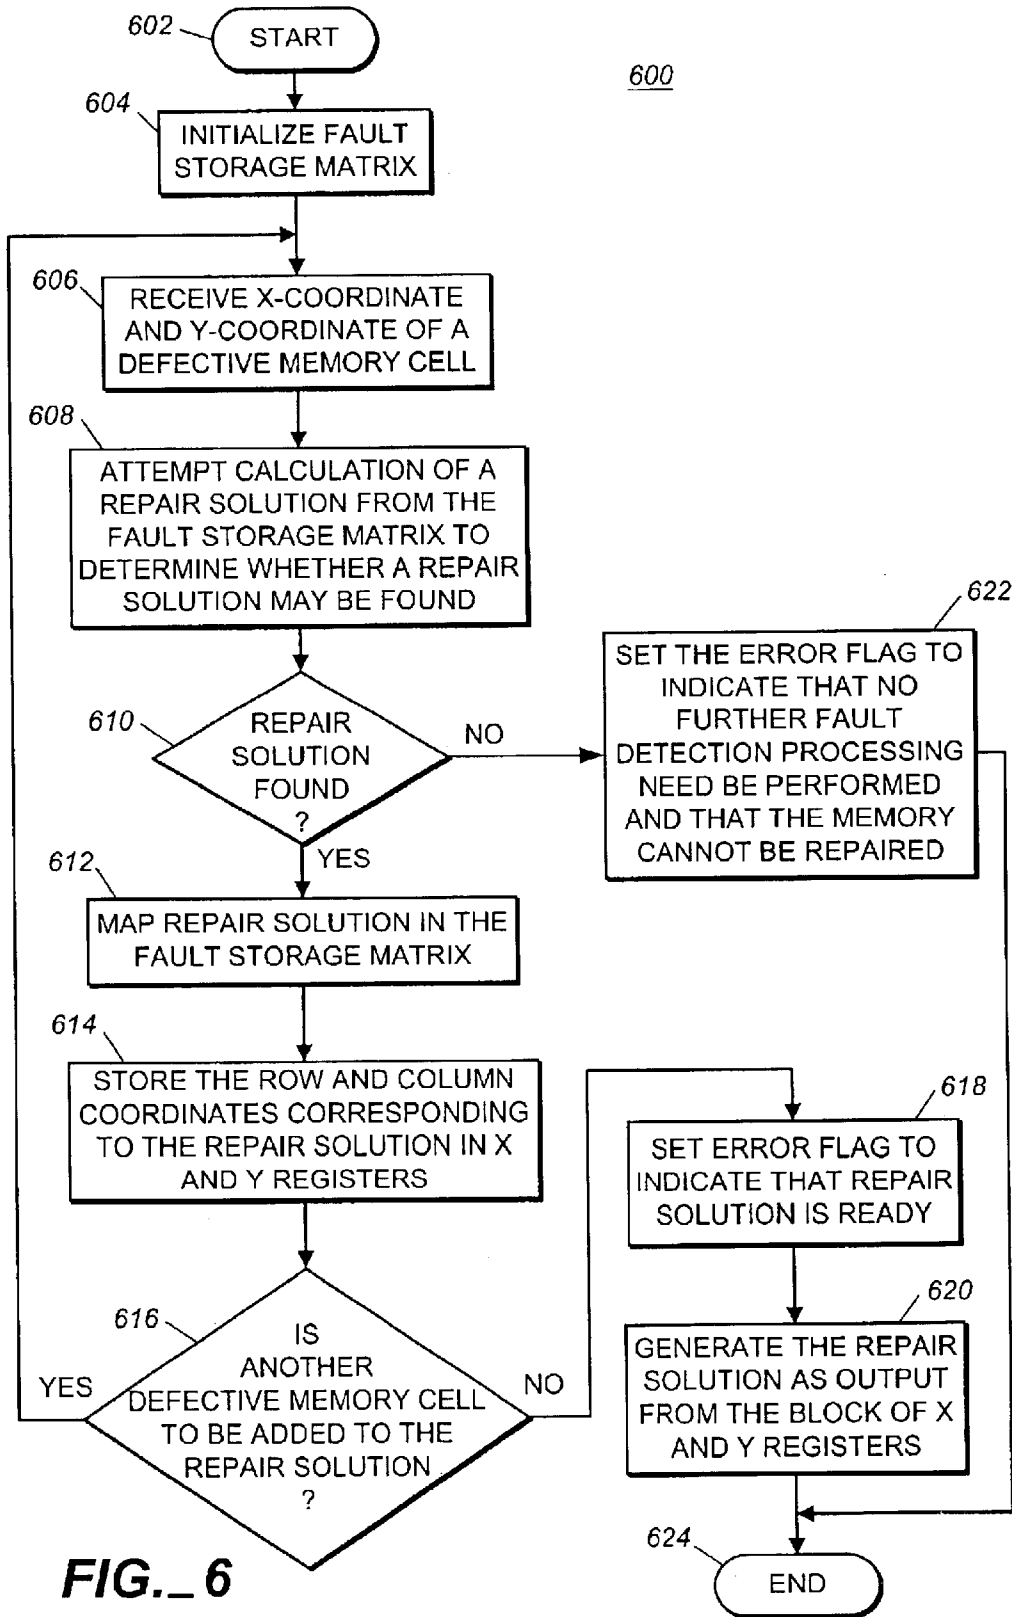 602
START
600
604
INITIALIZE FAULT
STORAGE MATRIX
606
RECEIVE X-COORDINATE
AND Y-COORDINATE OF A
DEFECTIVE MEMORY CELL
608
ATTEMPT CALCULATION OF A
REPAIR SOLUTION FROM THE
FAULT STORAGE MATRIX TO
DETERMINE WHETHER A REPAIR
SOLUTION MAY BE FOUND
610
REPAIR
SOLUTION
FOUND
?
NO
YES
622
SET THE ERROR FLAG TO
INDICATE THAT NO
FURTHER FAULT
DETECTION PROCESSING
NEED BE PERFORMED
AND THAT THE MEMORY
CANNOT BE REPAIRED
612
MAP REPAIR SOLUTION IN THE
FAULT STORAGE MATRIX
614
STORE THE ROW AND COLUMN
COORDINATES CORRESPONDING
TO THE REPAIR SOLUTION IN X
AND Y REGISTERS
616
IS
ANOTHER
DEFECTIVE MEMORY CELL
TO BE ADDED TO THE
REPAIR SOLUTION
?
YES
NO
618
SET ERROR FLAG TO
INDICATE THAT REPAIR
SOLUTION IS READY
620
GENERATE THE REPAIR
SOLUTION AS OUTPUT
FROM THE BLOCK OF X
AND Y REGISTERS
624
END
FIG._6